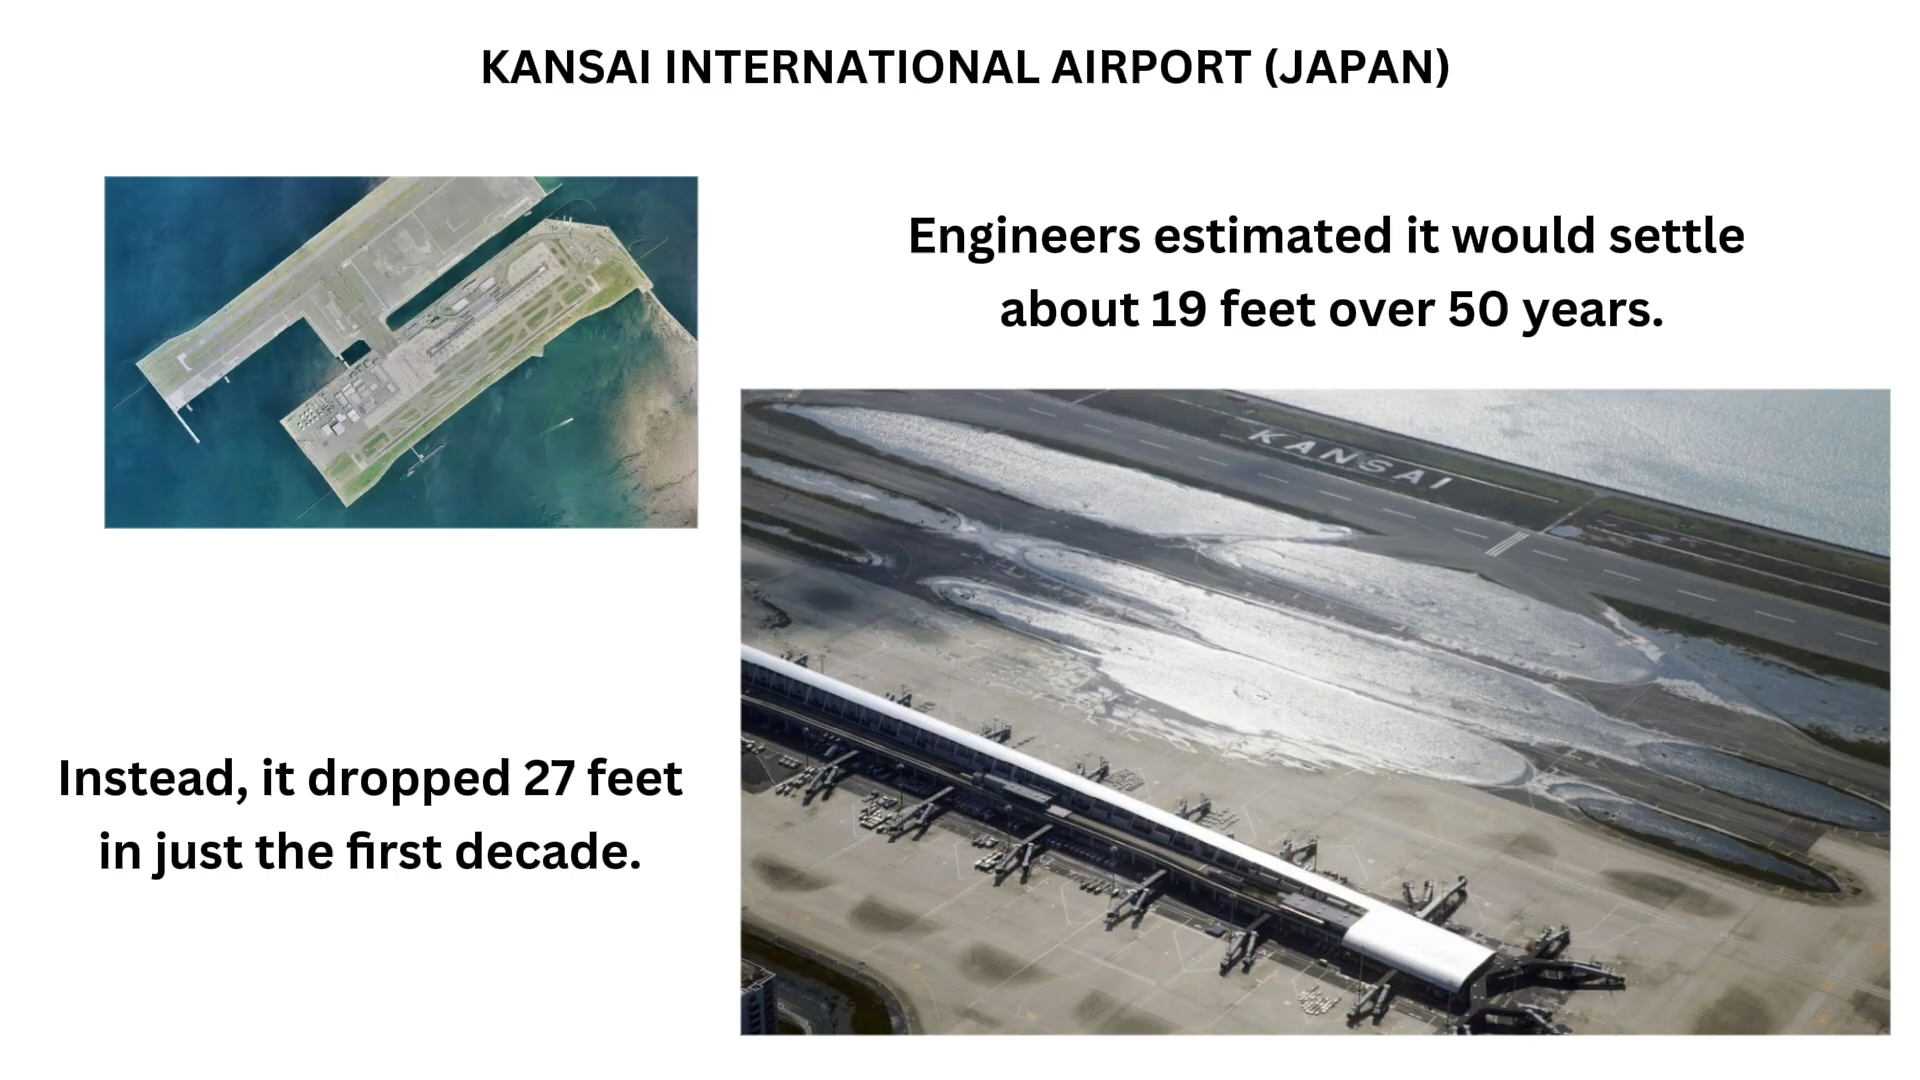 KANSAI INTERNATIONAL AIRPORT (JAPAN)
Engineers estimated it would settle
about 19 feet over 50 years.
KANSAI
Instead, it dropped 27 feet
in just the first decade.